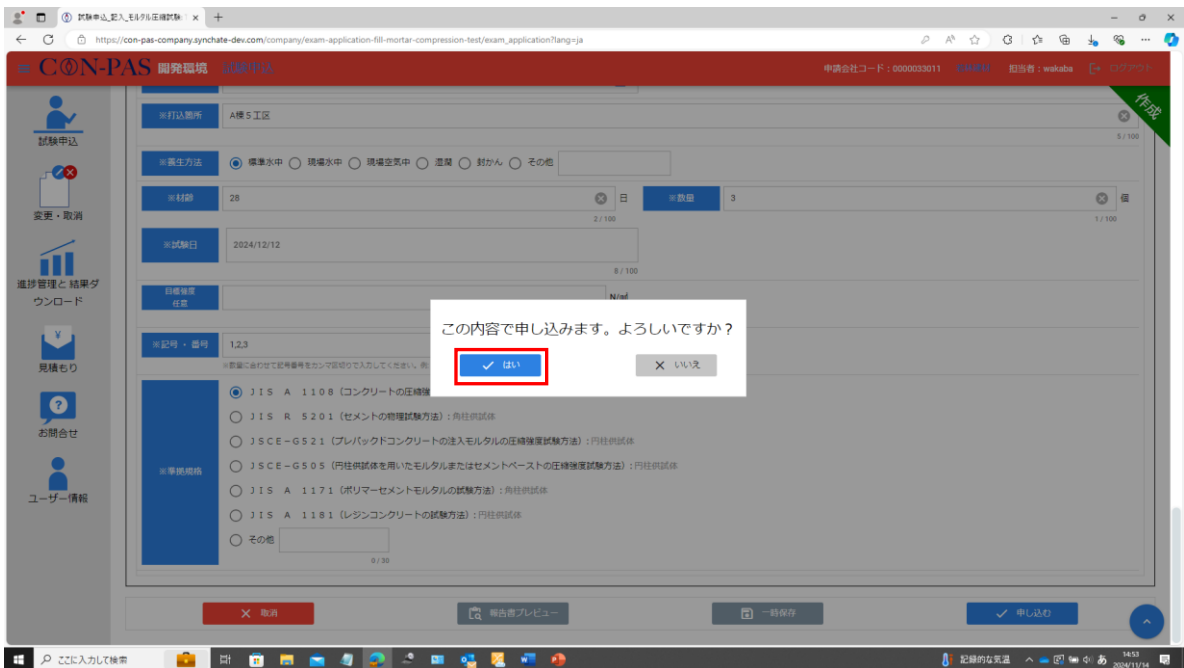 試験申込_記入_モルタル圧縮試験
https://con-pas-company.synchate-dev.com/company/exam-application-fill-mortar-compression-test/exam_application?lang=ja
CON-PAS 開発環境 試験申込
申請会社コード：0000033011 担当者：wakaba ログアウト
作成
試験申込
変更・取消
進捗管理と結果ダ
ウンロード
見積もり
お問合せ
ユーザー情報
※打込箇所 A棟５工区
5 / 100
※養生方法 標準水中 現場水中 現場空気中 湿潤 封かん その他
※材齢 28 日 ※数量 3 個
2 / 100 1 / 100
※試験日 2024/12/12
8 / 100
目標強度
任意
N/㎟
この内容で申し込みます。よろしいですか？
はい いいえ
※記号・番号 1,2,3
※数量に合わせて記号番号をカンマ区切りで入力してください。例
※準拠規格
ＪＩＳ Ａ １１０８（コンクリートの圧縮強
ＪＩＳ Ｒ ５２０１（セメントの物理試験方法）: 角柱供試体
ＪＳＣＥ－Ｇ５２１（プレパックドコンクリートの注入モルタルの圧縮強度試験方法）: 円柱供試体
ＪＳＣＥ－Ｇ５０５（円柱供試体を用いたモルタルまたはセメントペーストの圧縮強度試験方法）: 円柱供試体
ＪＩＳ Ａ １１７１（ポリマーセメントモルタルの試験方法）: 角柱供試体
ＪＩＳ Ａ １１８１（レジンコンクリートの試験方法）: 円柱供試体
その他
0 / 30
取消 報告書プレビュー 一時保存 申し込む
ここに入力して検索
記録的な気温 あ 14:53
2024/11/14